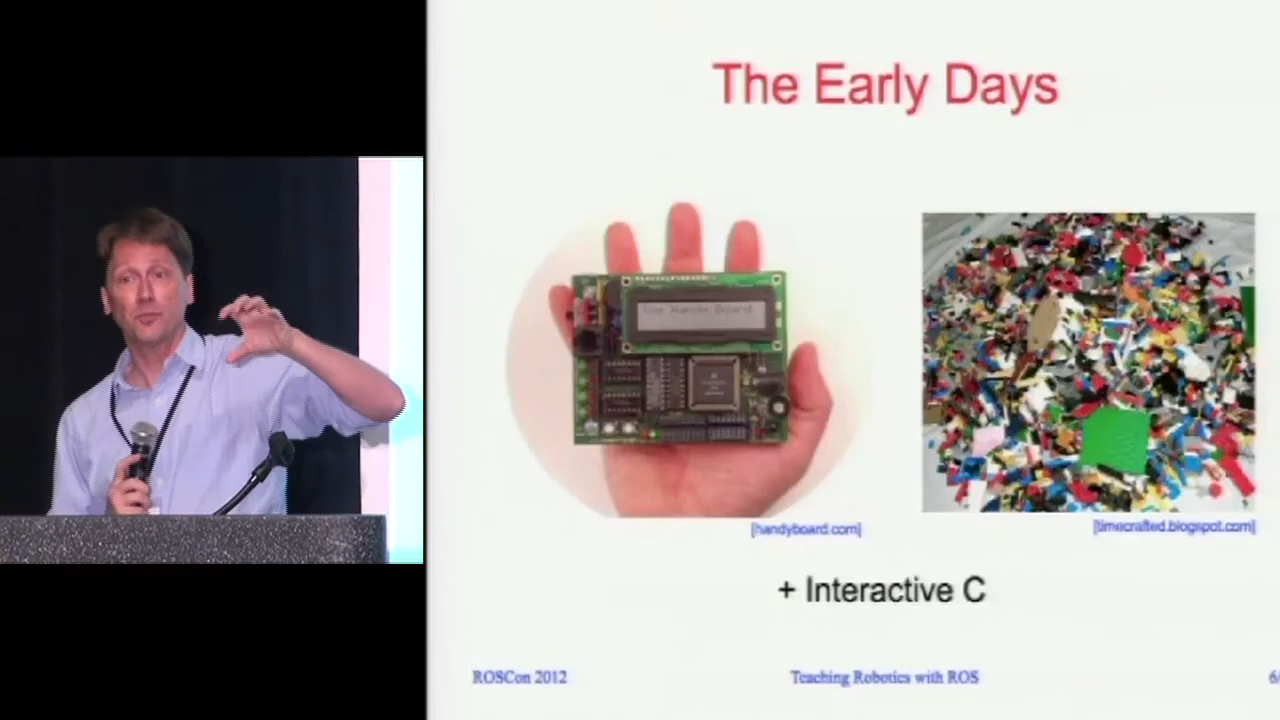 The Early Days
The Handy Board
[handyboard.com]
[timecrafted.blogspot.com]
+ Interactive C
ROSCon 2012
Teaching Robotics with ROS